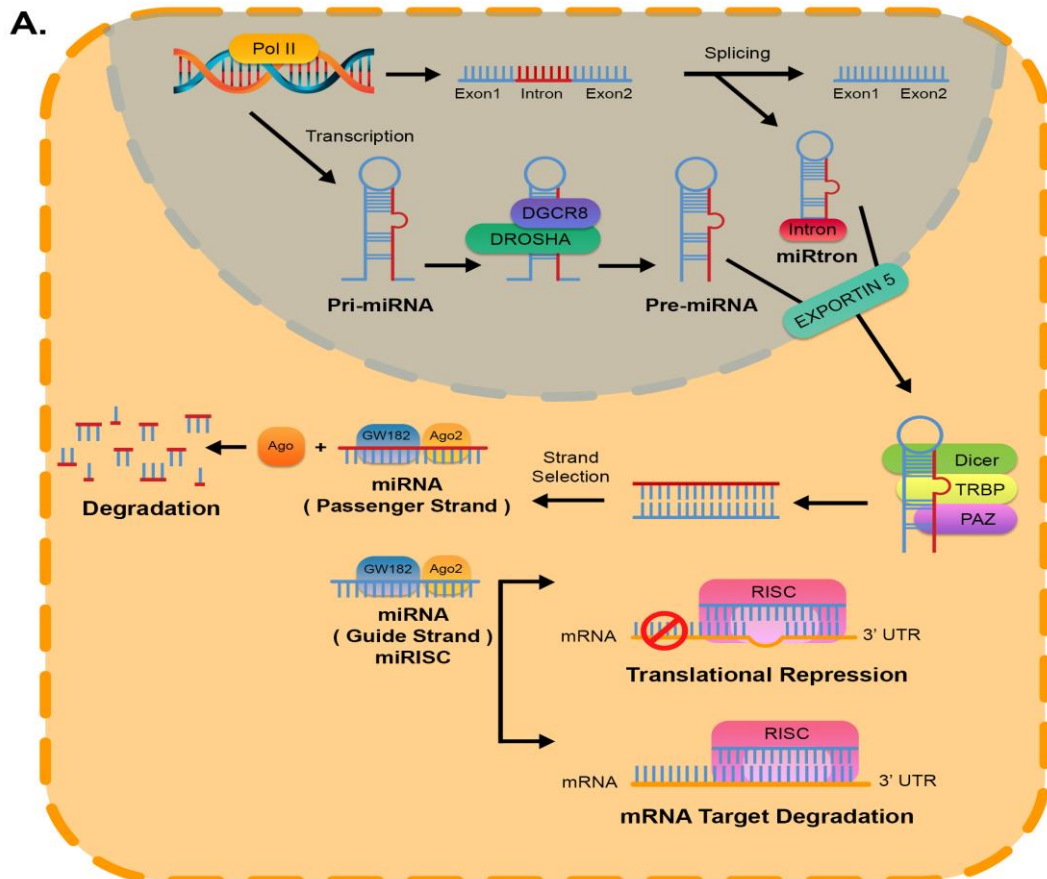 A.
Pol II
Splicing
Exon1 Intron Exon2
Exon1 Exon2
Transcription
DGCR8
DROSHA
Intron
miRtron
Pri-miRNA
Pre-miRNA
EXPORTIN 5
GW182 Ago2
Ago +
Strand
Selection
Dicer
TRBP
PAZ
miRNA
( Passenger Strand )
Degradation
GW182 Ago2
miRNA
( Guide Strand )
miRISC
RISC
mRNA 3’ UTR
Translational Repression
RISC
mRNA 3’ UTR
mRNA Target Degradation